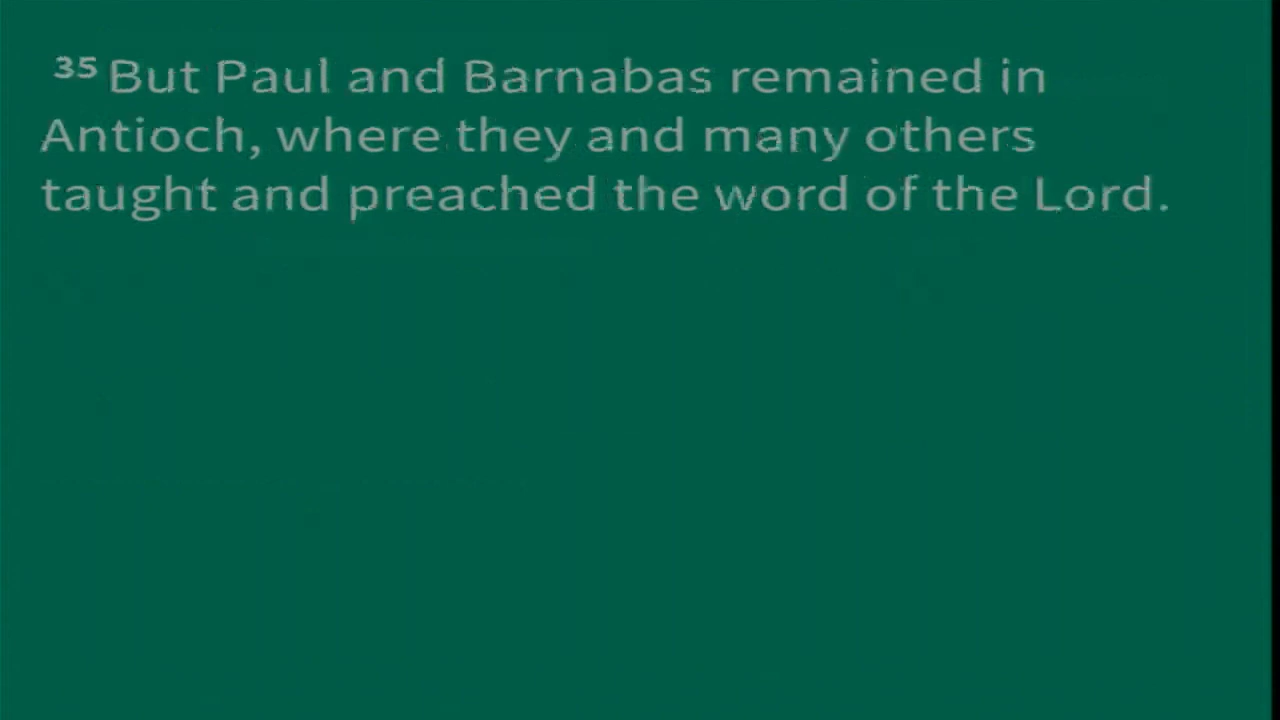 35 But Paul and Barnabas remained in
Antioch, where they and many others
taught and preached the word of the Lord.